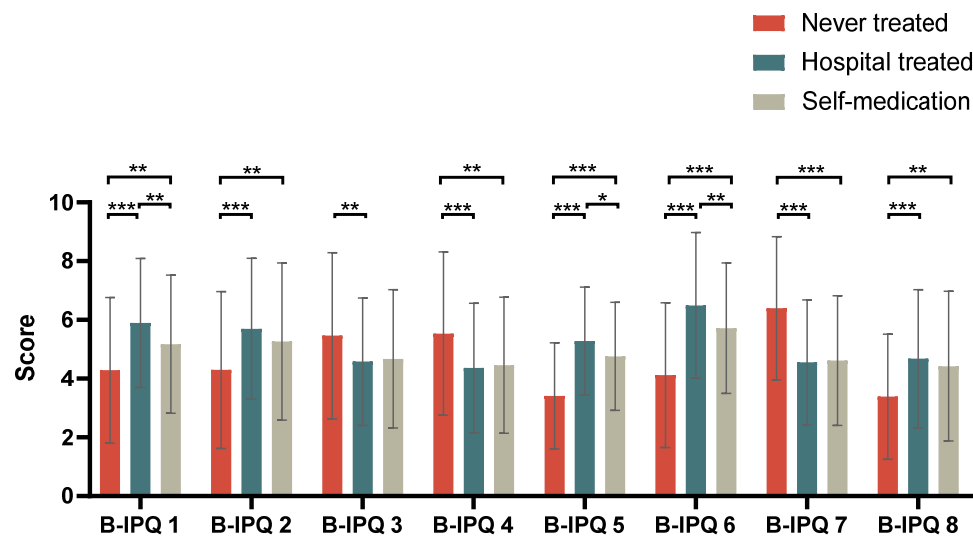 Never treated
Hospital treated
Self-medication
** ** ** *** *** *** **
*** ** *** ** *** *** * *** ** *** ***
10
8
6
4
2
0
Score
B-IPQ 1 B-IPQ 2 B-IPQ 3 B-IPQ 4 B-IPQ 5 B-IPQ 6 B-IPQ 7 B-IPQ 8